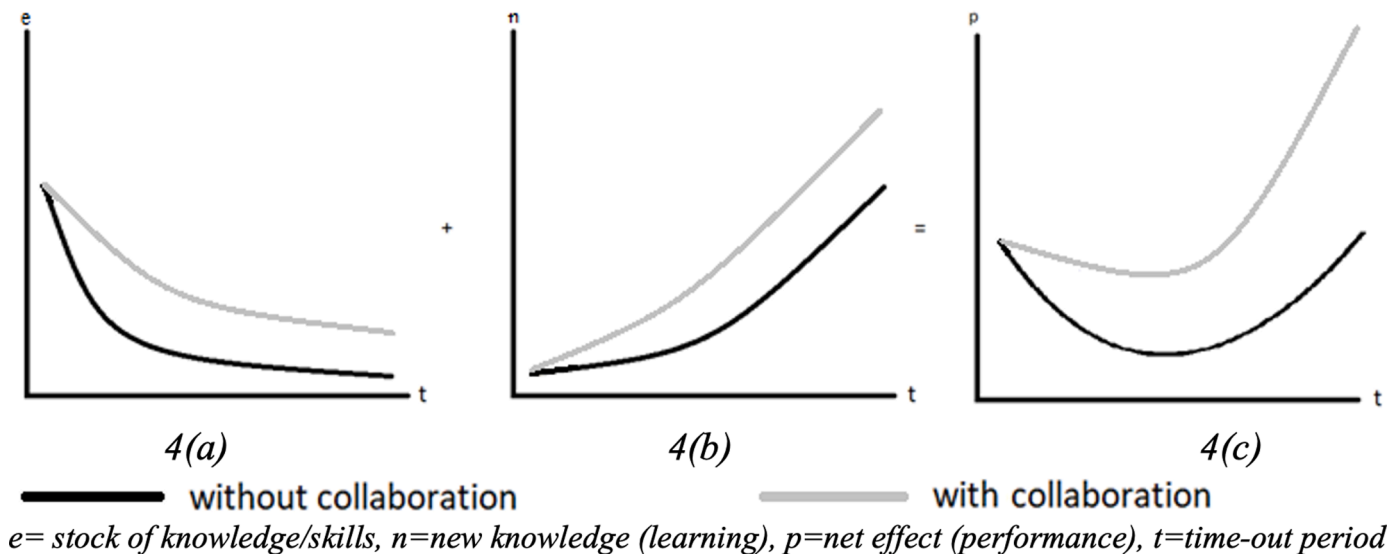 e
n
p
+
=
t
t
t
4(a)
4(b)
4(c)
without collaboration
with collaboration
e= stock of knowledge/skills, n=new knowledge (learning), p=net effect (performance), t=time-out period